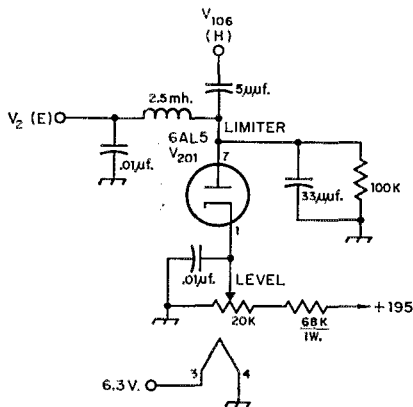 V106
(H)
5µµf.
2.5mh.
V2 (E)
6AL5
LIMITER
V201
7
.01µf.
33µµf.
100K
1
.01µf.
LEVEL
20K
68K
1W.
+195
3
4
6.3V.